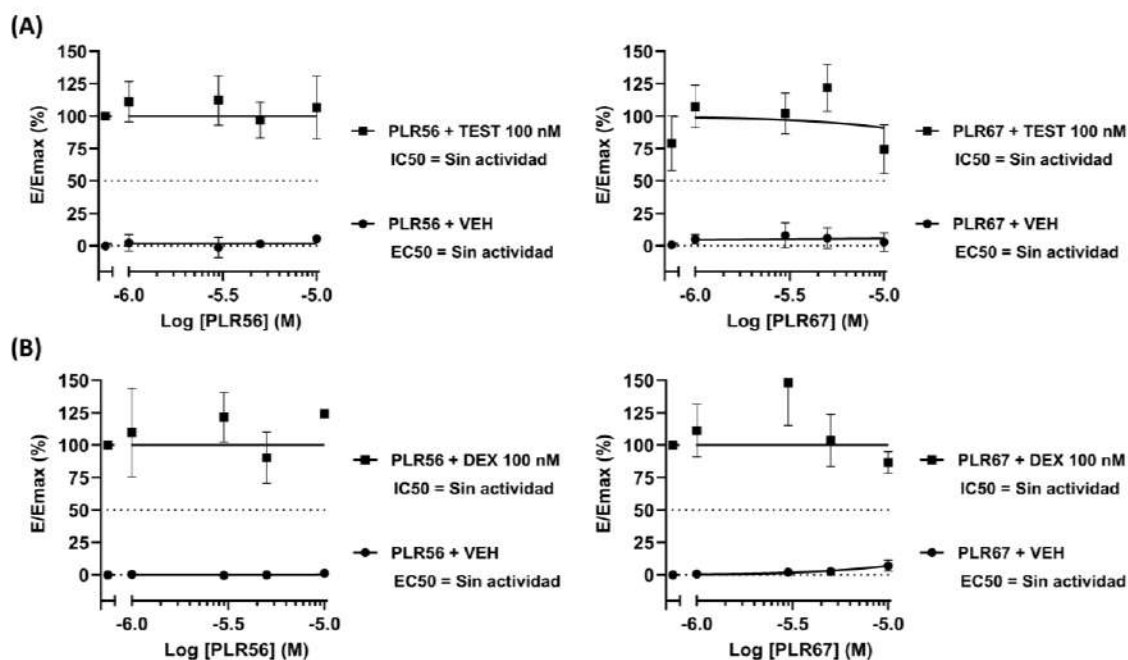 (A)
150
125
100
75
50
25
0
E/Emax (%)
-6.0
-5.5
-5.0
Log [PLR56] (M)
PLR56 + TEST 100 nM
IC50 = Sin actividad
PLR56 + VEH
EC50 = Sin actividad
150
125
100
75
50
25
0
E/Emax (%)
-6.0
-5.5
-5.0
Log [PLR67] (M)
PLR67 + TEST 100 nM
IC50 = Sin actividad
PLR67 + VEH
EC50 = Sin actividad
(B)
150
125
100
75
50
25
0
E/Emax (%)
-6.0
-5.5
-5.0
Log [PLR56] (M)
PLR56 + DEX 100 nM
IC50 = Sin actividad
PLR56 + VEH
EC50 = Sin actividad
150
125
100
75
50
25
0
E/Emax (%)
-6.0
-5.5
-5.0
Log [PLR67] (M)
PLR67 + DEX 100 nM
IC50 = Sin actividad
PLR67 + VEH
EC50 = Sin actividad